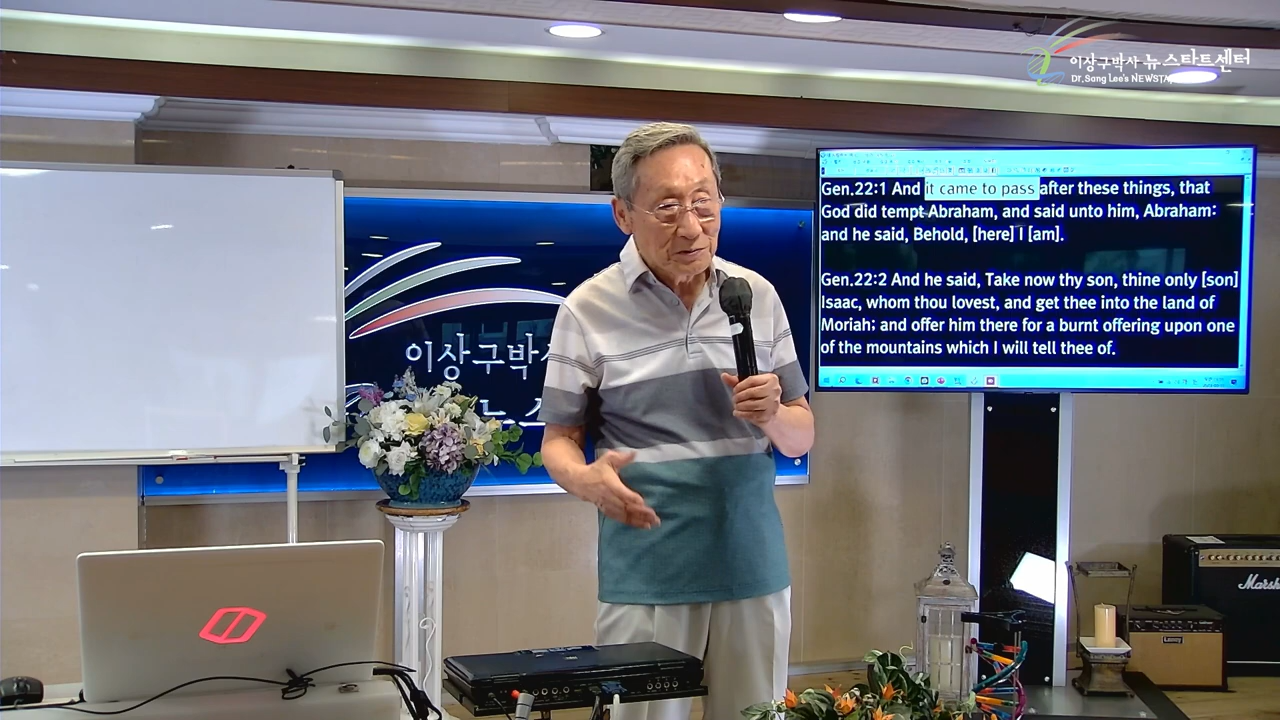 이상구박사 뉴스타트센터
Dr.Sang Lee's NEWSTA
Gen.22:1 And it came to pass after these things, that
God did tempt Abraham, and said unto him, Abraham:
and he said, Behold, [here] I [am].
Gen.22:2 And he said, Take now thy son, thine only [son]
Isaac, whom thou lovest, and get thee into the land of
Moriah; and offer him there for a burnt offering upon one
of the mountains which I will tell thee of.
이상구박사
뉴스
Marsh
Laney